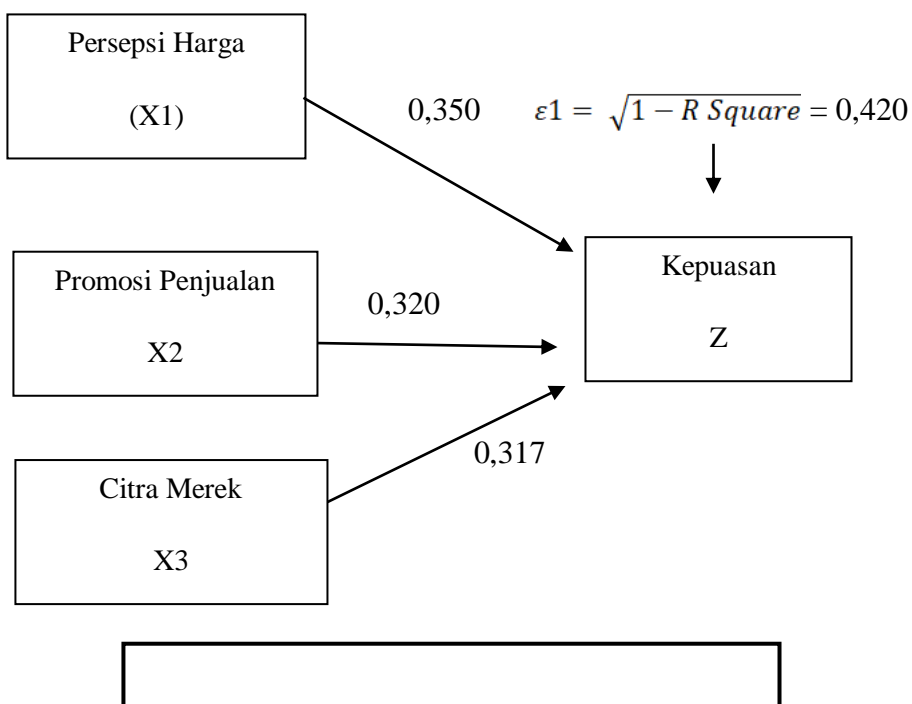 Persepsi Harga
(X1)
0,350
ε1 = √1 − R Square = 0,420
Promosi Penjualan
X2
0,320
Kepuasan
Z
Citra Merek
X3
0,317